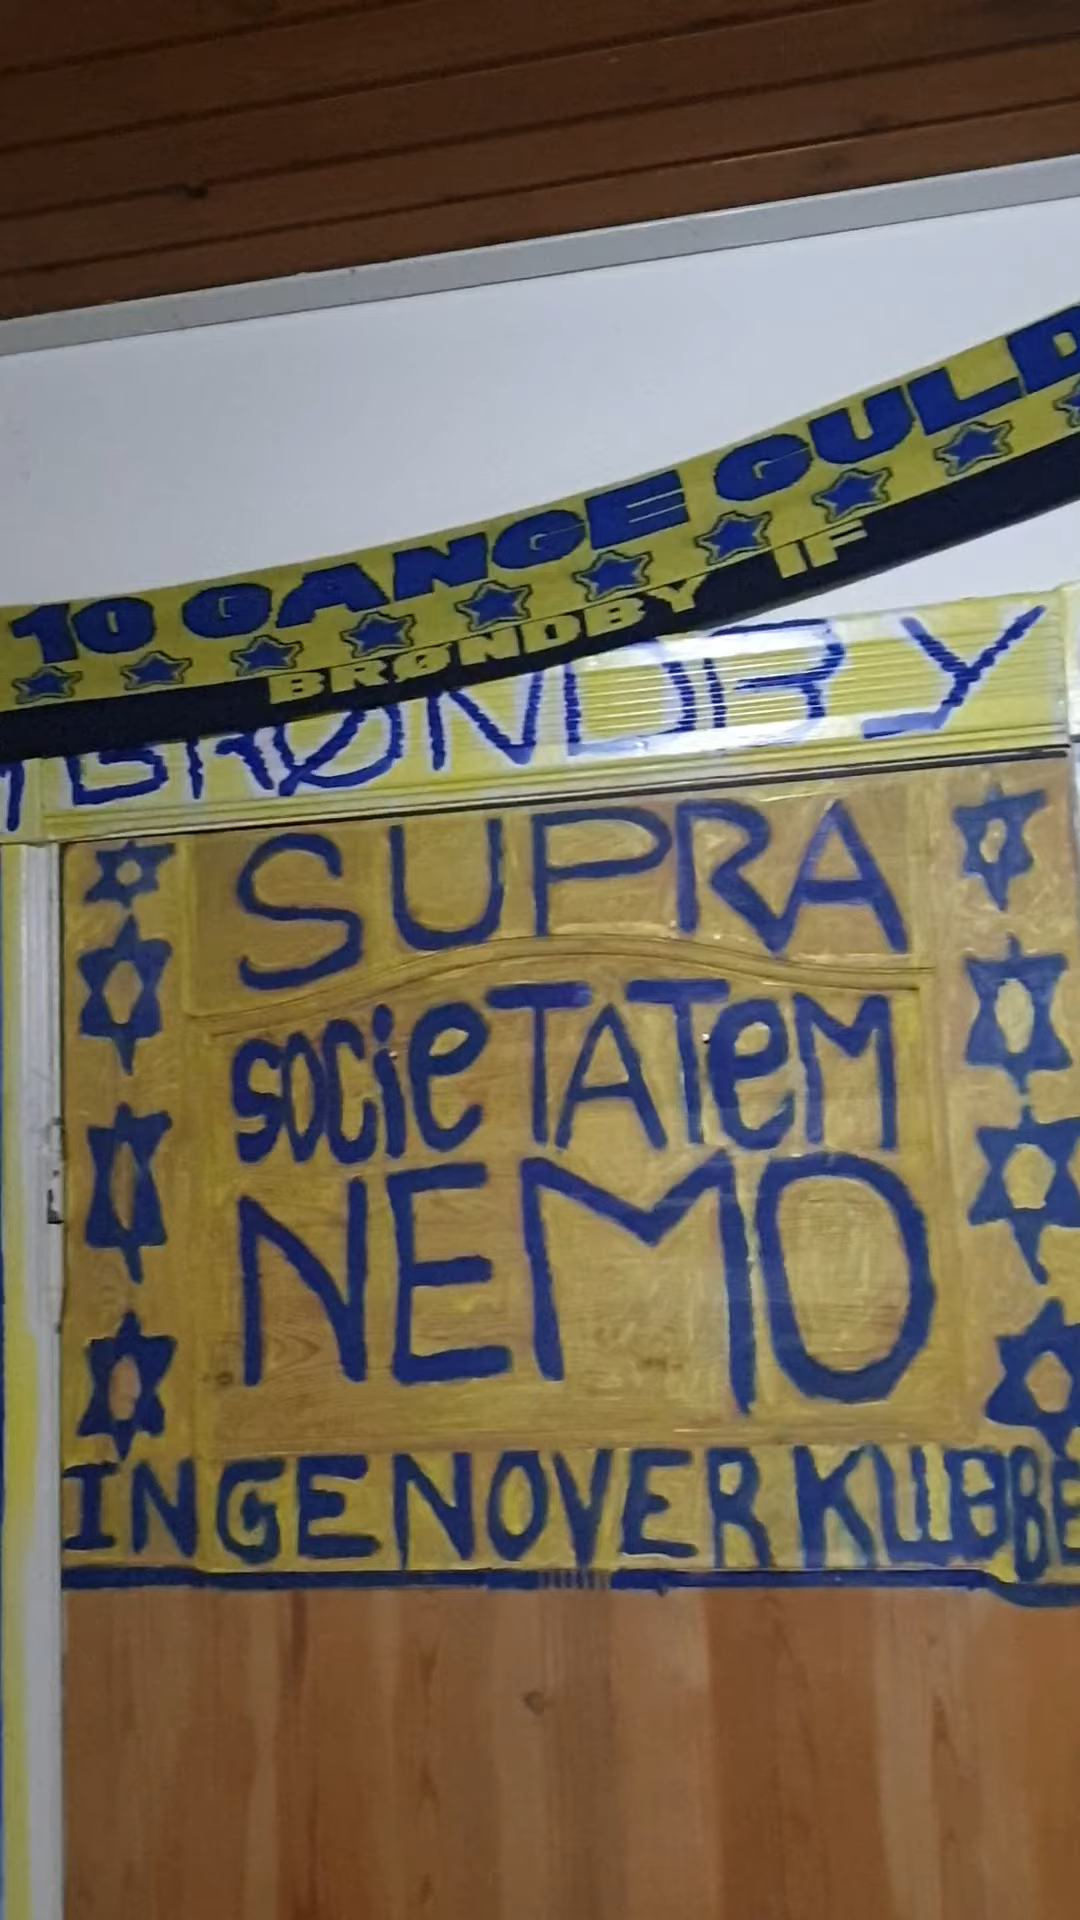 10 GANGE GULD
BRØNDBY IF
BRØNDBY
SUPRA
socieTATeM
NEMO
INGEN OVER KLUBBE